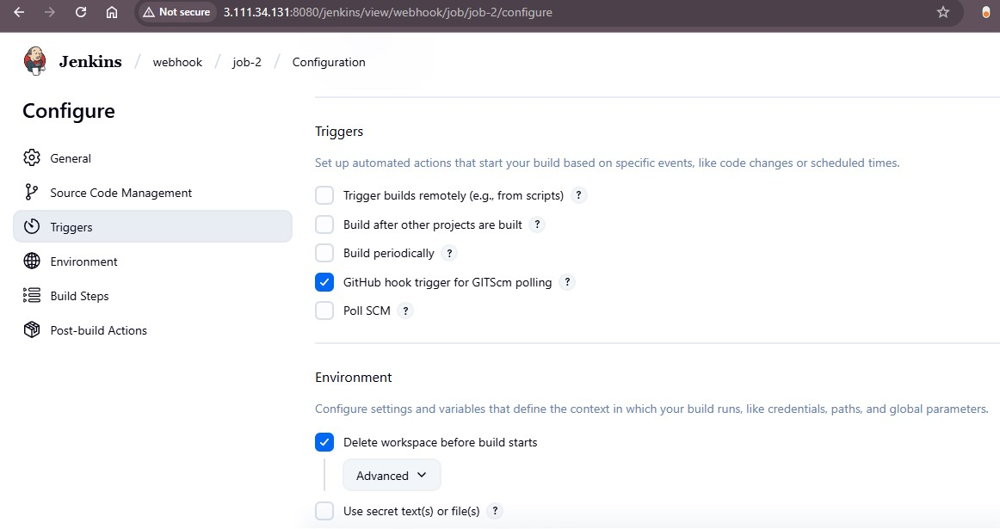 Not secure 3.111.34.131:8080/jenkins/view/webhook/job/job-2/configure
Jenkins / webhook / job-2 / Configuration
Configure
General
Source Code Management
Triggers
Environment
Build Steps
Post-build Actions
Triggers
Set up automated actions that start your build based on specific events, like code changes or scheduled times.
Trigger builds remotely (e.g., from scripts) ?
Build after other projects are built ?
Build periodically ?
GitHub hook trigger for GITScm polling ?
Poll SCM ?
Environment
Configure settings and variables that define the context in which your build runs, like credentials, paths, and global parameters.
Delete workspace before build starts
Advanced
Use secret text(s) or file(s) ?